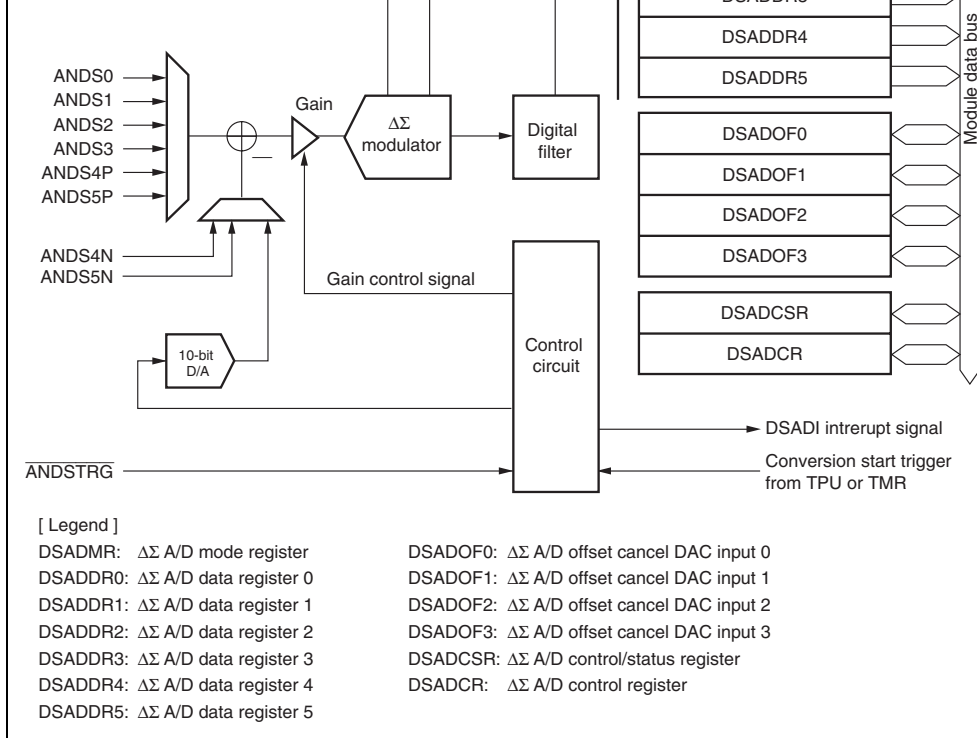 DSADDR4
DSADDR5
Module data bus
ANDS0
ANDS1
ANDS2
ANDS3
ANDS4P
ANDS5P
Gain
ΔΣ
modulator
Digital
filter
DSADOF0
DSADOF1
DSADOF2
DSADOF3
ANDS4N
ANDS5N
Gain control signal
DSADCSR
DSADCR
10-bit
D/A
Control
circuit
DSADI intrerupt signal
ANDSTRG
Conversion start trigger
from TPU or TMR
[ Legend ]
DSADMR: ΔΣ A/D mode register
DSADDR0: ΔΣ A/D data register 0
DSADDR1: ΔΣ A/D data register 1
DSADDR2: ΔΣ A/D data register 2
DSADDR3: ΔΣ A/D data register 3
DSADDR4: ΔΣ A/D data register 4
DSADDR5: ΔΣ A/D data register 5
DSADOF0: ΔΣ A/D offset cancel DAC input 0
DSADOF1: ΔΣ A/D offset cancel DAC input 1
DSADOF2: ΔΣ A/D offset cancel DAC input 2
DSADOF3: ΔΣ A/D offset cancel DAC input 3
DSADCSR: ΔΣ A/D control/status register
DSADCR: ΔΣ A/D control register